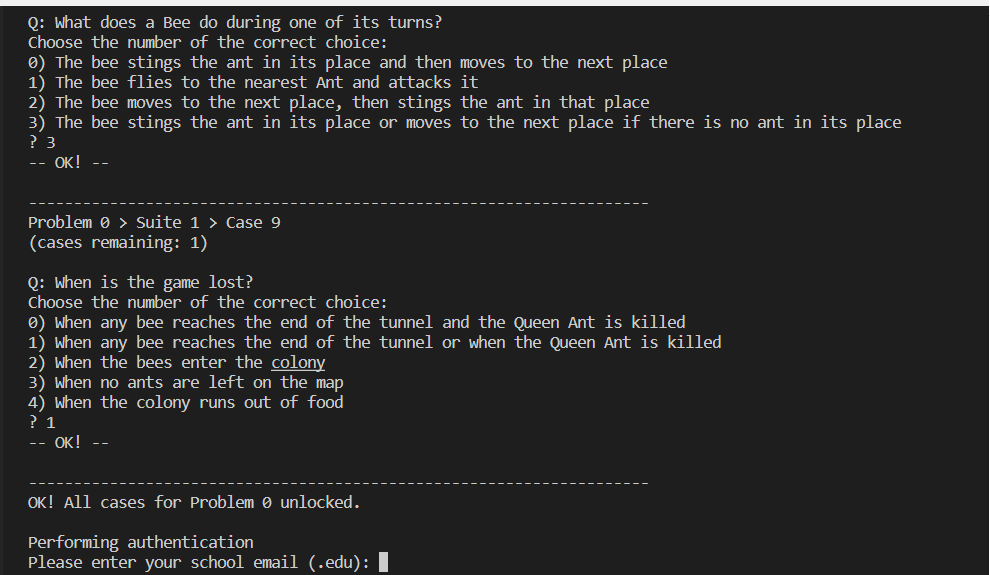 Q: What does a Bee do during one of its turns?
Choose the number of the correct choice:
0) The bee stings the ant in its place and then moves to the next place
1) The bee flies to the nearest Ant and attacks it
2) The bee moves to the next place, then stings the ant in that place
3) The bee stings the ant in its place or moves to the next place if there is no ant in its place
? 3
-- OK! --
---------------------------------------------------------------------
Problem 0 > Suite 1 > Case 9
(cases remaining: 1)
Q: When is the game lost?
Choose the number of the correct choice:
0) When any bee reaches the end of the tunnel and the Queen Ant is killed
1) When any bee reaches the end of the tunnel or when the Queen Ant is killed
2) When the bees enter the colony
3) When no ants are left on the map
4) When the colony runs out of food
? 1
-- OK! --
---------------------------------------------------------------------
OK! All cases for Problem 0 unlocked.
Performing authentication
Please enter your school email (.edu):